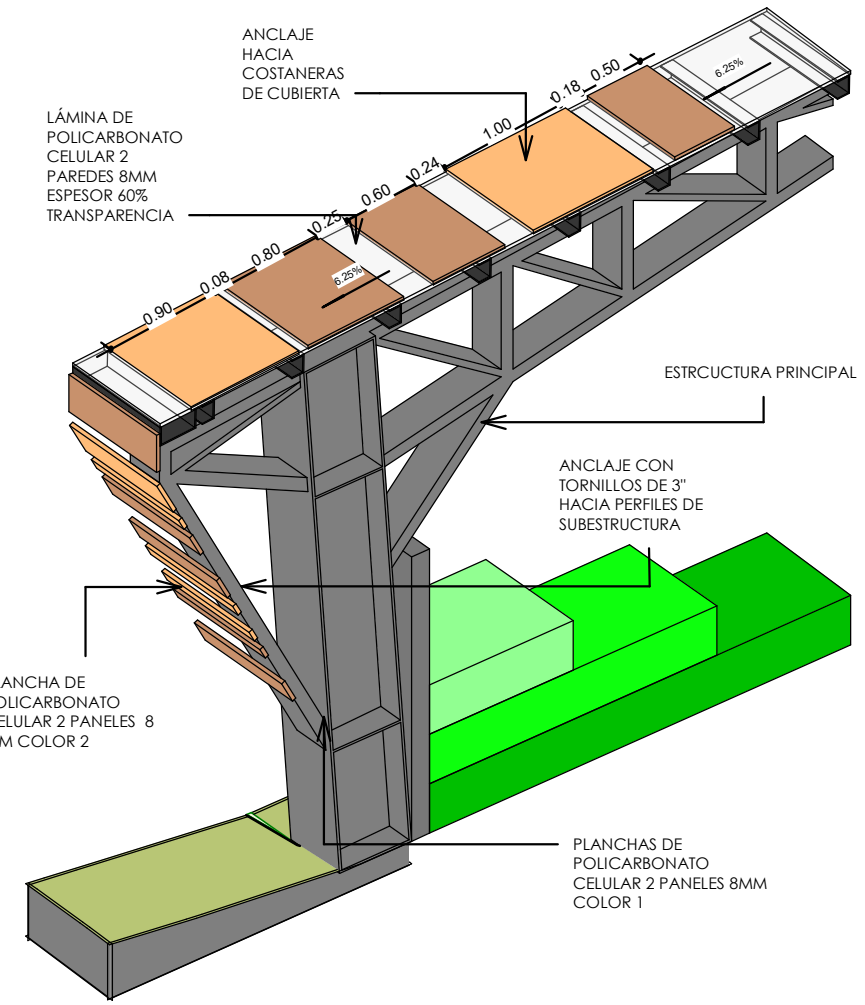 ANCLAJE
HACIA
COSTANERAS
DE CUBIERTA
LÁMINA DE
POLICARBONATO
CELULAR 2
PAREDES 8MM
ESPESOR 60%
TRANSPARENCIA
0.90
0.08
0.80
0.25
0.60
0.24
1.00
0.18
0.50
6.25%
6.25%
ESTRCUCTURA PRINCIPAL
ANCLAJE CON
TORNILLOS DE 3"
HACIA PERFILES DE
SUBESTRUCTURA
LANCHA DE
OLICARBONATO
ELULAR 2 PANELES 8
M COLOR 2
PLANCHAS DE
POLICARBONATO
CELULAR 2 PANELES 8MM
COLOR 1